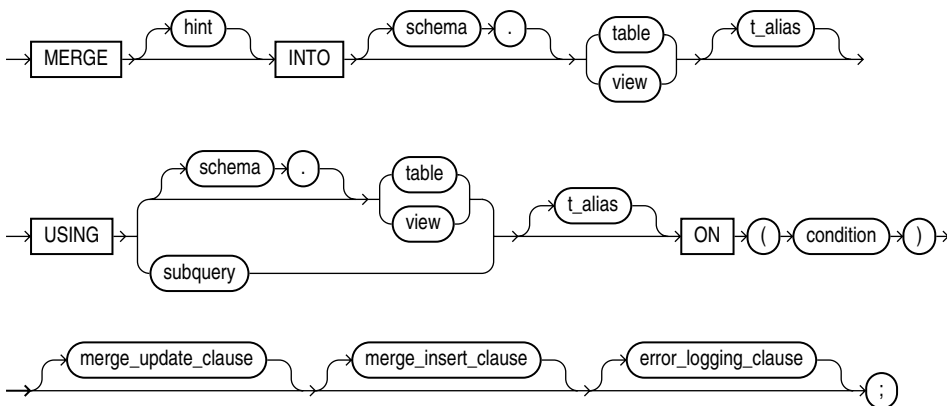 MERGE hint INTO schema . table view t_alias
USING schema . table view subquery t_alias ON ( condition )
merge_update_clause merge_insert_clause error_logging_clause ;